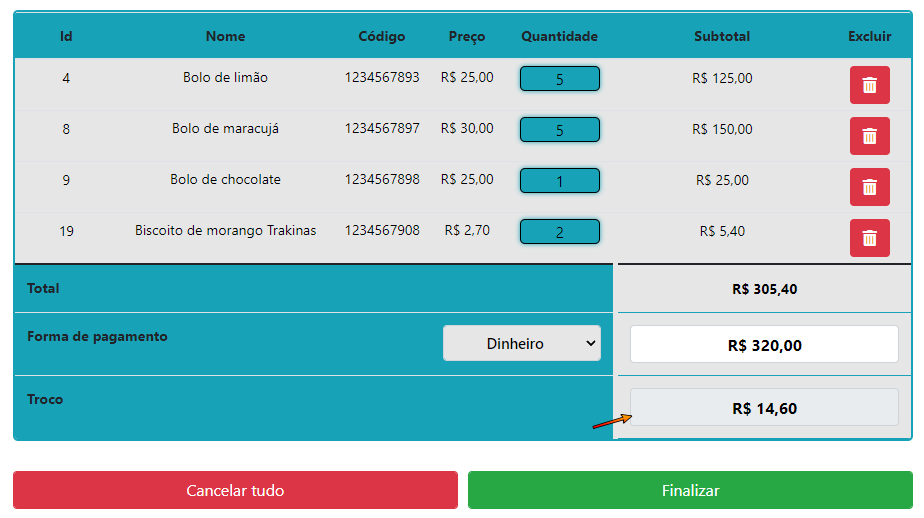 Id Nome Código Preço Quantidade Subtotal Excluir
4 Bolo de limão 1234567893 R$ 25,00 5 R$ 125,00
8 Bolo de maracujá 1234567897 R$ 30,00 5 R$ 150,00
9 Bolo de chocolate 1234567898 R$ 25,00 1 R$ 25,00
19 Biscoito de morango Trakinas 1234567908 R$ 2,70 2 R$ 5,40
Total R$ 305,40
Forma de pagamento Dinheiro R$ 320,00
Troco R$ 14,60
Cancelar tudo Finalizar